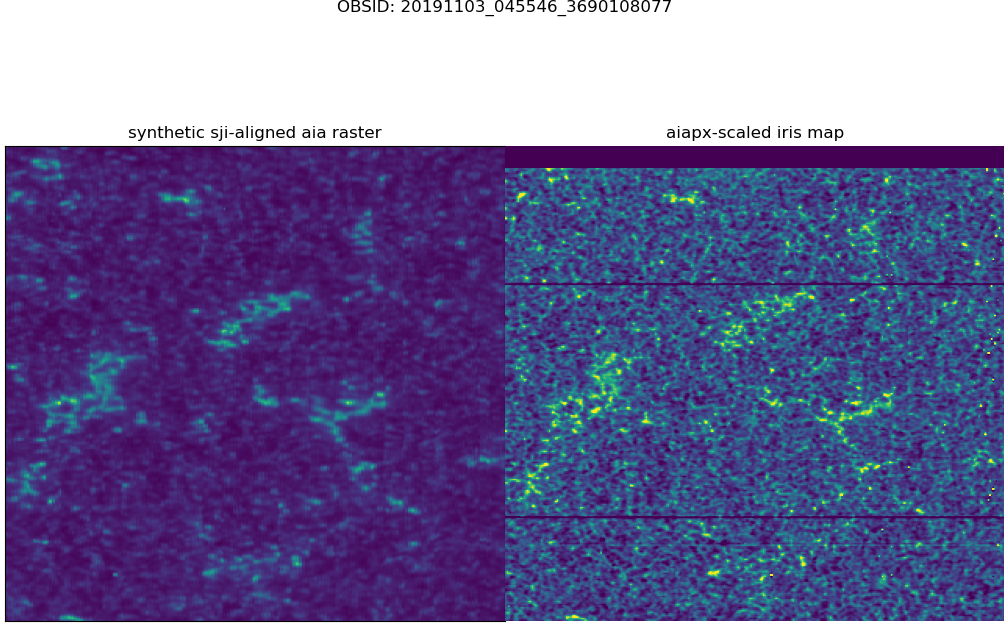 OBSID: 20191103_045546_3690108077
synthetic sji-aligned aia raster
aiapx-scaled iris map